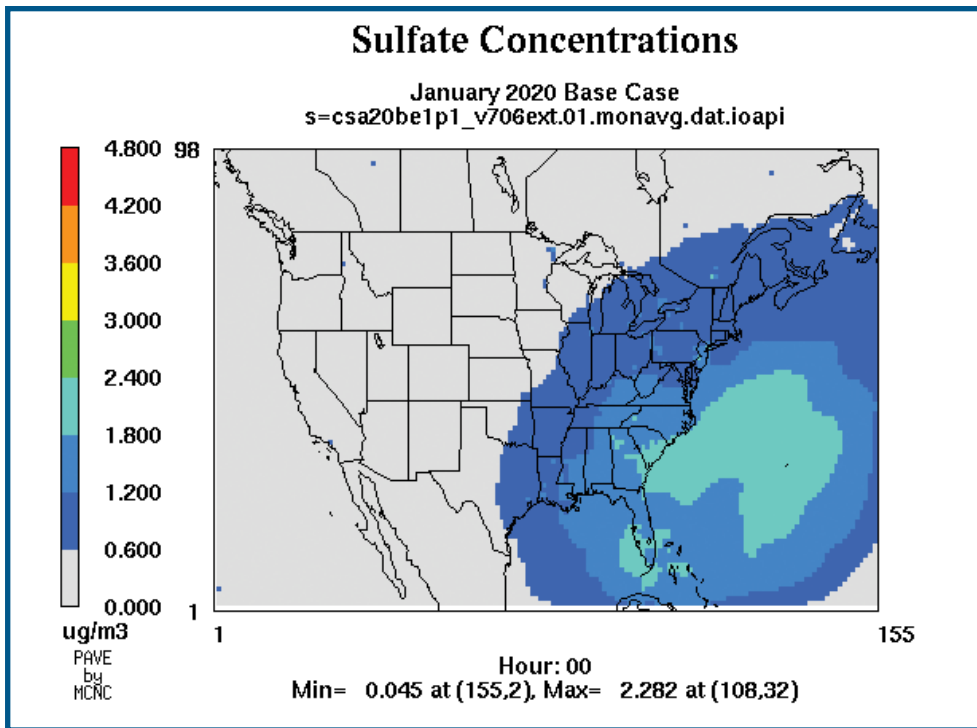 Sulfate Concentrations
January 2020 Base Case
s=csa20be1p1_v706ext.01.monavg.dat.ioapi
4.800
4.200
3.600
3.000
2.400
1.800
1.200
0.600
0.000
ug/m3
PAVE
by
MCNC
98
1
1
155
Hour: 00
Min= 0.045 at (155,2), Max= 2.282 at (108,32)